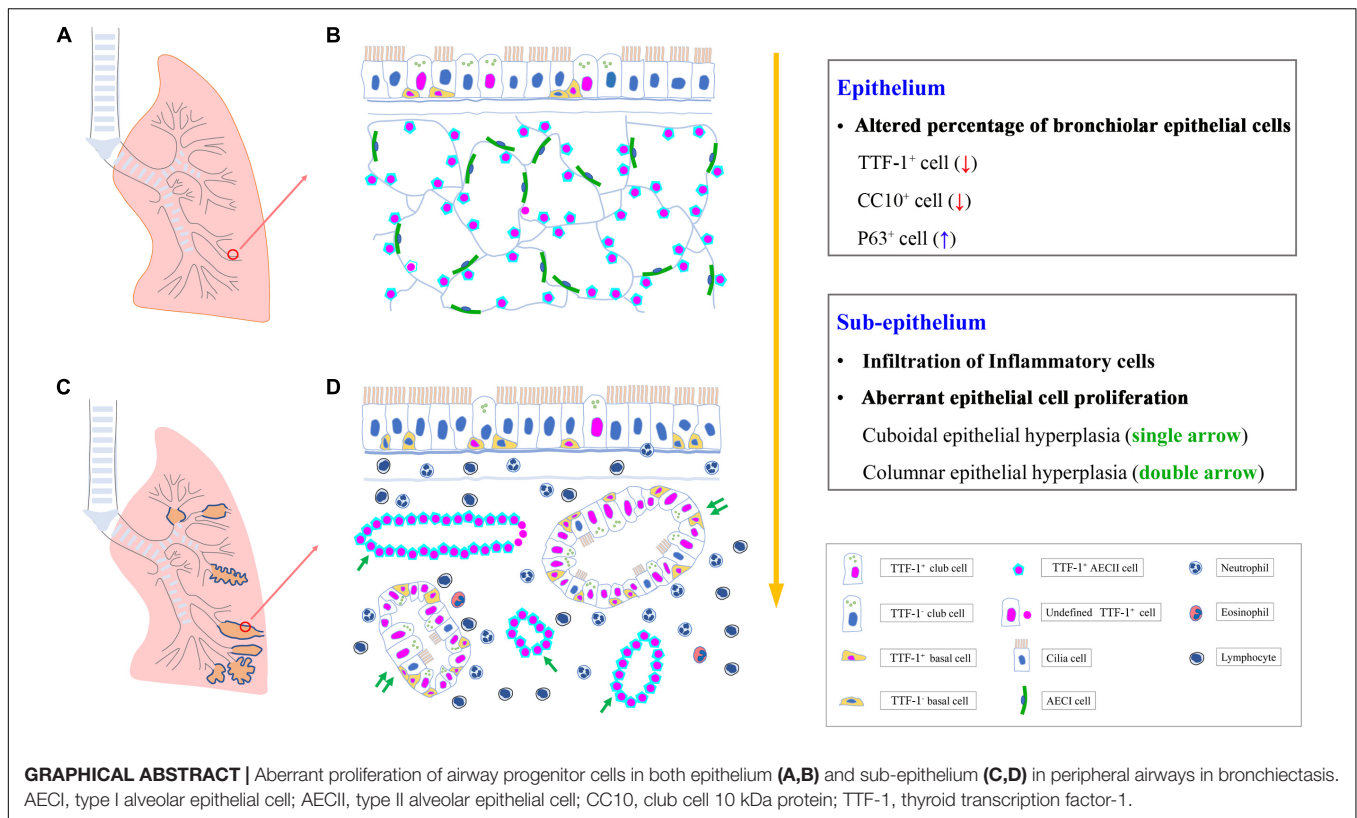 A
B
Epithelium
• Altered percentage of bronchiolar epithelial cells
TTF-1⁺ cell (↓)
CC10⁺ cell (↓)
P63⁺ cell (↑)
Sub-epithelium
• Infiltration of Inflammatory cells
• Aberrant epithelial cell proliferation
Cuboidal epithelial hyperplasia (single arrow)
Columnar epithelial hyperplasia (double arrow)
C
D
TTF-1⁺ club cell
TTF-1⁺ AECII cell
Neutrophil
TTF-1⁻ club cell
Undefined TTF-1⁺ cell
Eosinophil
TTF-1⁺ basal cell
Cilia cell
Lymphocyte
TTF-1⁻ basal cell
AECI cell
GRAPHICAL ABSTRACT | Aberrant proliferation of airway progenitor cells in both epithelium (A,B) and sub-epithelium (C,D) in peripheral airways in bronchiectasis.
AECI, type I alveolar epithelial cell; AECII, type II alveolar epithelial cell; CC10, club cell 10 kDa protein; TTF-1, thyroid transcription factor-1.